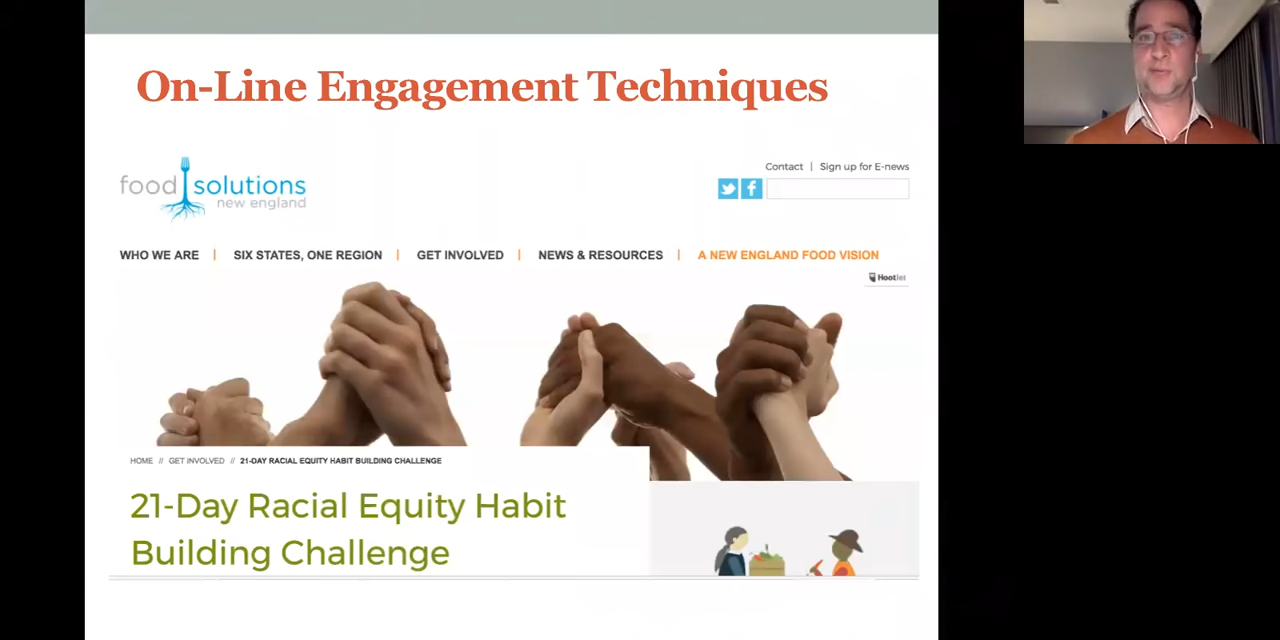 On-Line Engagement Techniques
food solutions
new england
Contact | Sign up for E-news
WHO WE ARE | SIX STATES, ONE REGION | GET INVOLVED | NEWS & RESOURCES | A NEW ENGLAND FOOD VISION
HootLet
HOME // GET INVOLVED // 21-DAY RACIAL EQUITY HABIT BUILDING CHALLENGE
21-Day Racial Equity Habit
Building Challenge